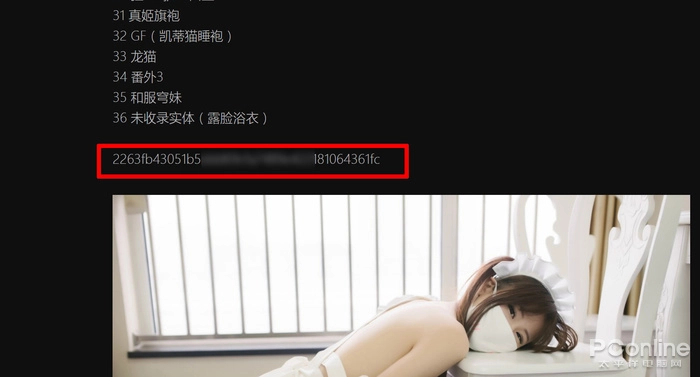 31 真姬旗袍
32 GF（凯蒂猫睡袍）
33 龙猫
34 番外3
35 和服穹妹
36 未收录实体（露脸浴衣）
2263fb43051b5
181064361fc
PConline
太平洋电脑网